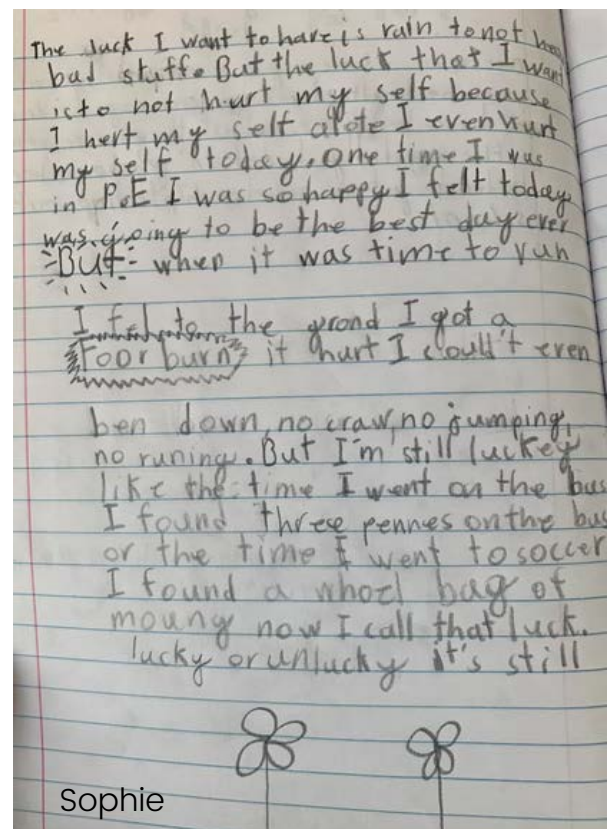 The luck I want to have is rain to not
bad stuff. But the luck that I want
is to not hurt my self because
I hert my self alote I even hurt
my self today. One time I was
in P.E I was so happy I felt today
was going to be the best day ever
But when it was time to run
I fel to the grond I got a
foor burn it hurt I could't even
ben down, no craw, no jumping,
no runing. But I'm still luckey
like the time I went on the bus
I found three pennes on the bus
or the time I went to soccer
I found a whoel bag of
moung now I call that luck.
lucky or unlucky it's still
Sophie